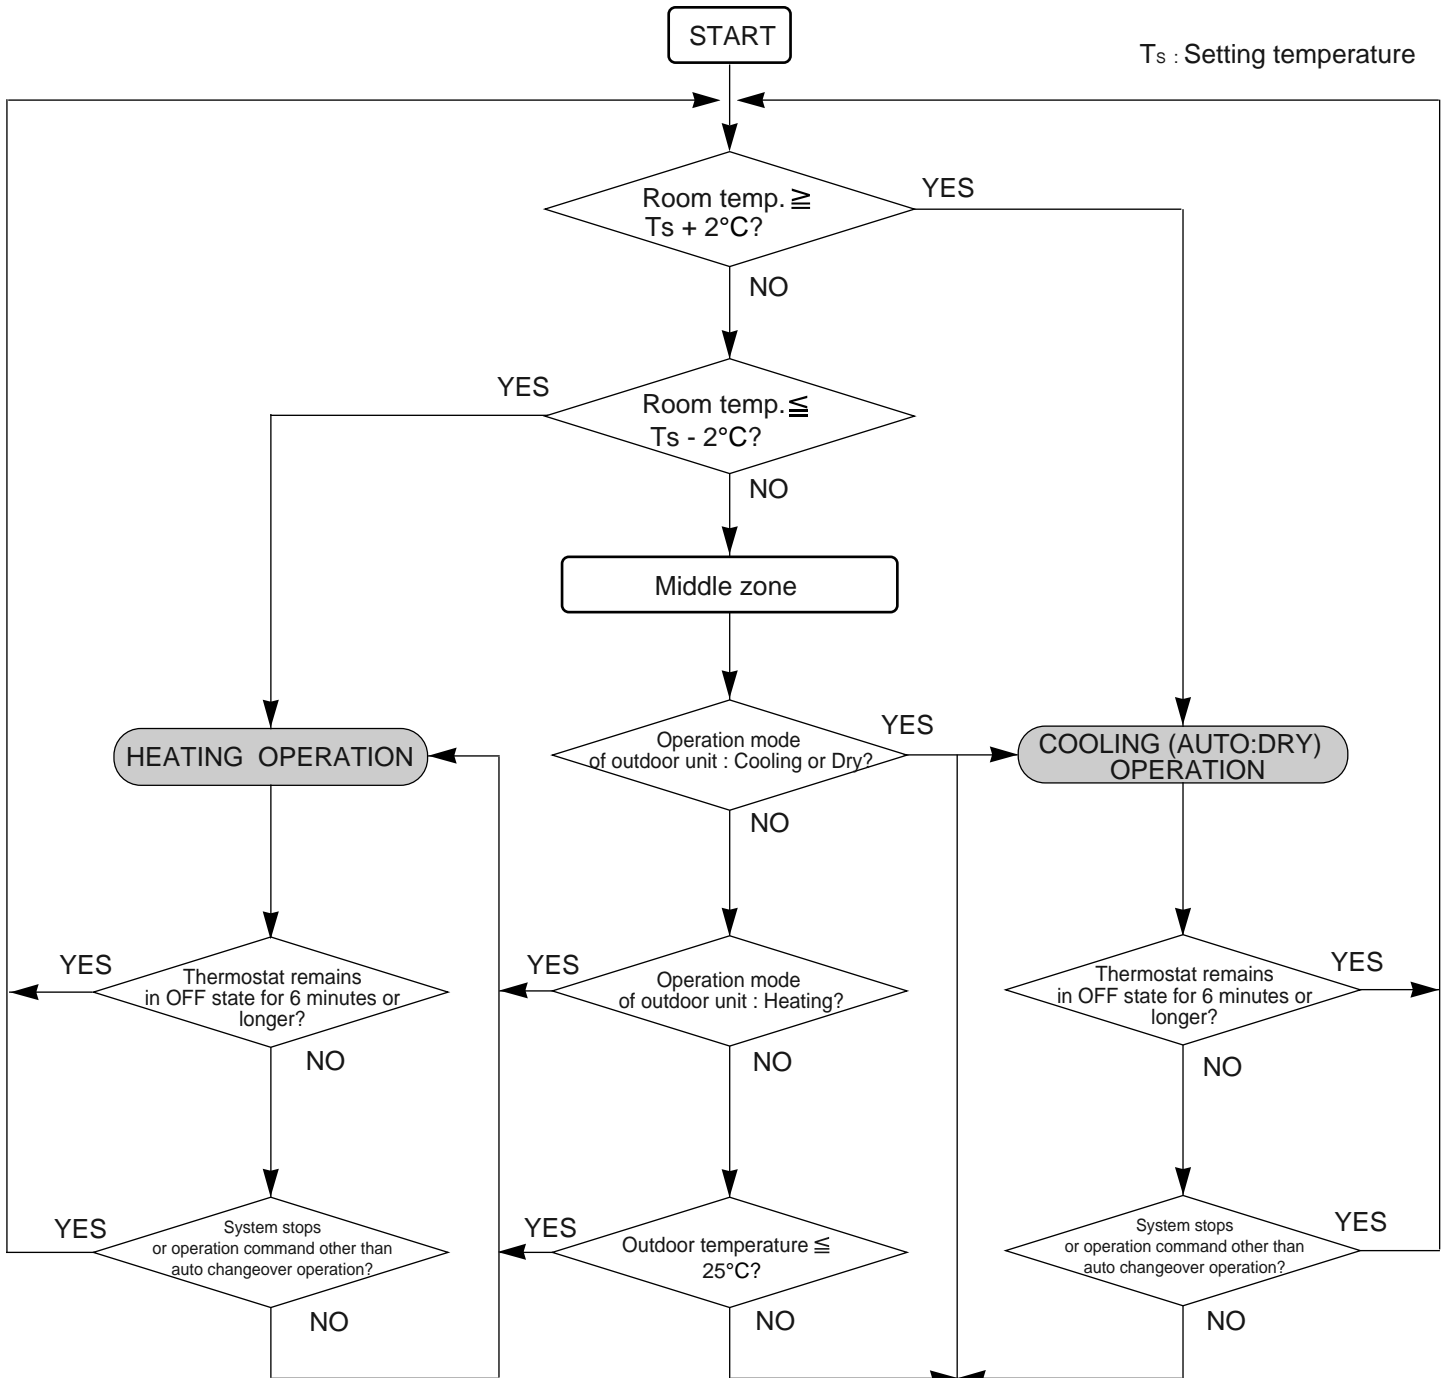 START
Ts : Setting temperature
Room temp. ≧
Ts + 2°C?
YES
NO
YES
Room temp. ≦
Ts - 2°C?
NO
Middle zone
HEATING OPERATION
Operation mode
of outdoor unit : Cooling or Dry?
YES
NO
COOLING (AUTO:DRY)
OPERATION
YES
Thermostat remains
in OFF state for 6 minutes or
longer?
NO
YES
Operation mode
of outdoor unit : Heating?
NO
Thermostat remains
in OFF state for 6 minutes or
longer?
YES
NO
YES
System stops
or operation command other than
auto changeover operation?
NO
YES
Outdoor temperature ≦
25°C?
NO
System stops
or operation command other than
auto changeover operation?
YES
NO